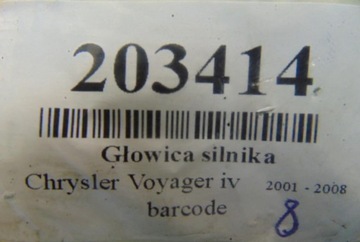 203414
Głowica silnika
Chrysler Voyager iv 2001 - 2008
barcode
8